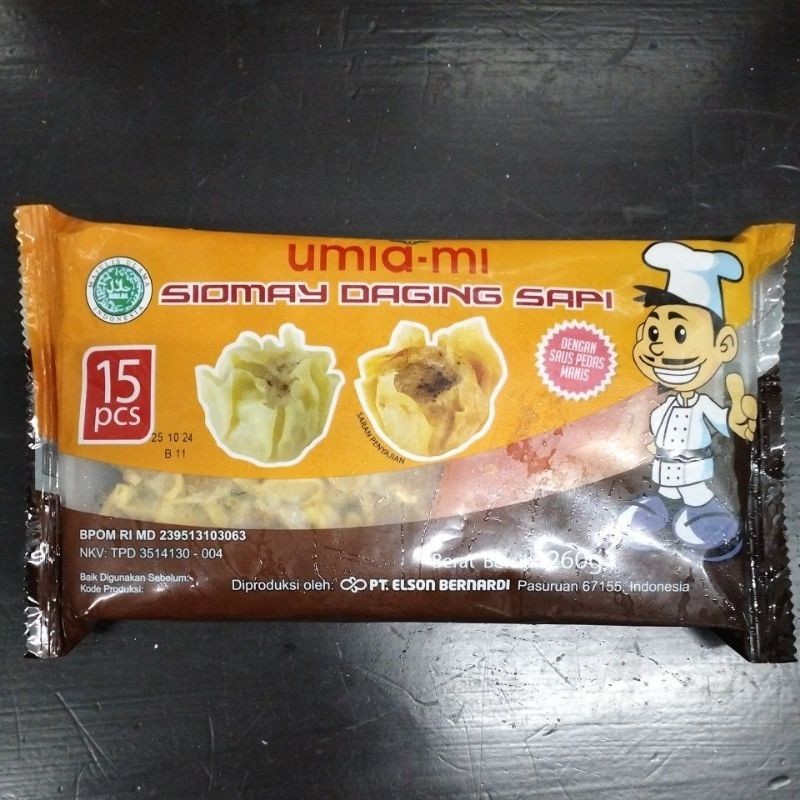 umia-mi
MAJELIS ULAMA
HALAL
INDONESIA
SIOMAY DAGING SAPI
15
pcs
DENGAN
SAUS PEDAS
MANIS
SARAN PENYAJIAN
25 10 24
B 11
BPOM RI MD 239513103063
NKV: TPD 3514130 - 004
Berat 260g
Baik Digunakan Sebelum:
Kode Produksi:
Diproduksi oleh: PT. ELSON BERNARDI Pasuruan 67155, Indonesia